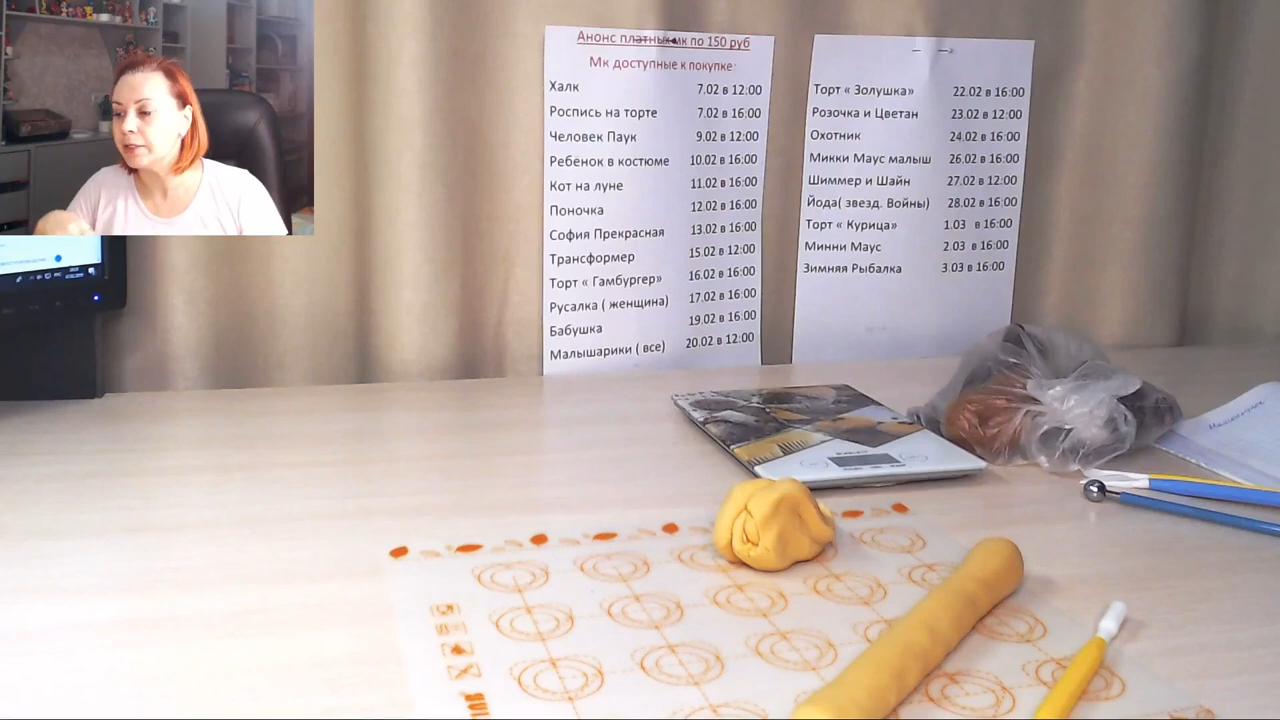 Анонс платных мк по 150 руб
Мк доступные к покупке:
Халк 7.02 в 12:00
Роспись на торте 7.02 в 16:00
Человек Паук 9.02 в 12:00
Ребенок в костюме 10.02 в 16:00
Кот на луне 11.02 в 16:00
Поночка 12.02 в 16:00
София Прекрасная 13.02 в 16:00
Трансформер 15.02 в 12:00
Торт « Гамбургер» 16.02 в 16:00
Русалка ( женщина) 17.02 в 16:00
Бабушка 19.02 в 16:00
Малышарики ( все) 20.02 в 12:00
Торт « Золушка» 22.02 в 16:00
Розочка и Цветан 23.02 в 12:00
Охотник 24.02 в 16:00
Микки Маус малыш 26.02 в 16:00
Шиммер и Шайн 27.02 в 12:00
Йода( звезд. Войны) 28.02 в 16:00
Торт « Курица» 1.03 в 16:00
Минни Маус 2.03 в 16:00
Зимняя Рыбалка 3.03 в 16:00